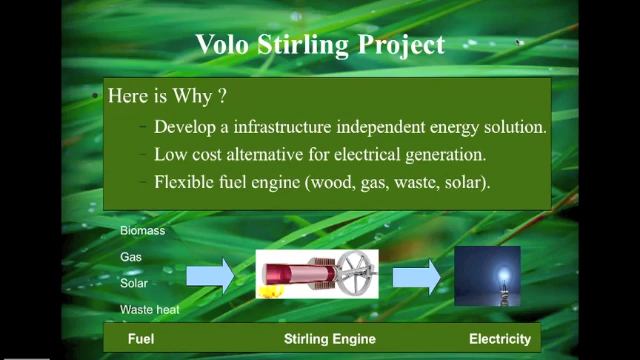 Volo Stirling Project
Here is Why ?
Develop a infrastructure independent energy solution.
Low cost alternative for electrical generation.
Flexible fuel engine (wood, gas, waste, solar).
Biomass
Gas
Solar
Waste heat
Fuel
Stirling Engine
Electricity